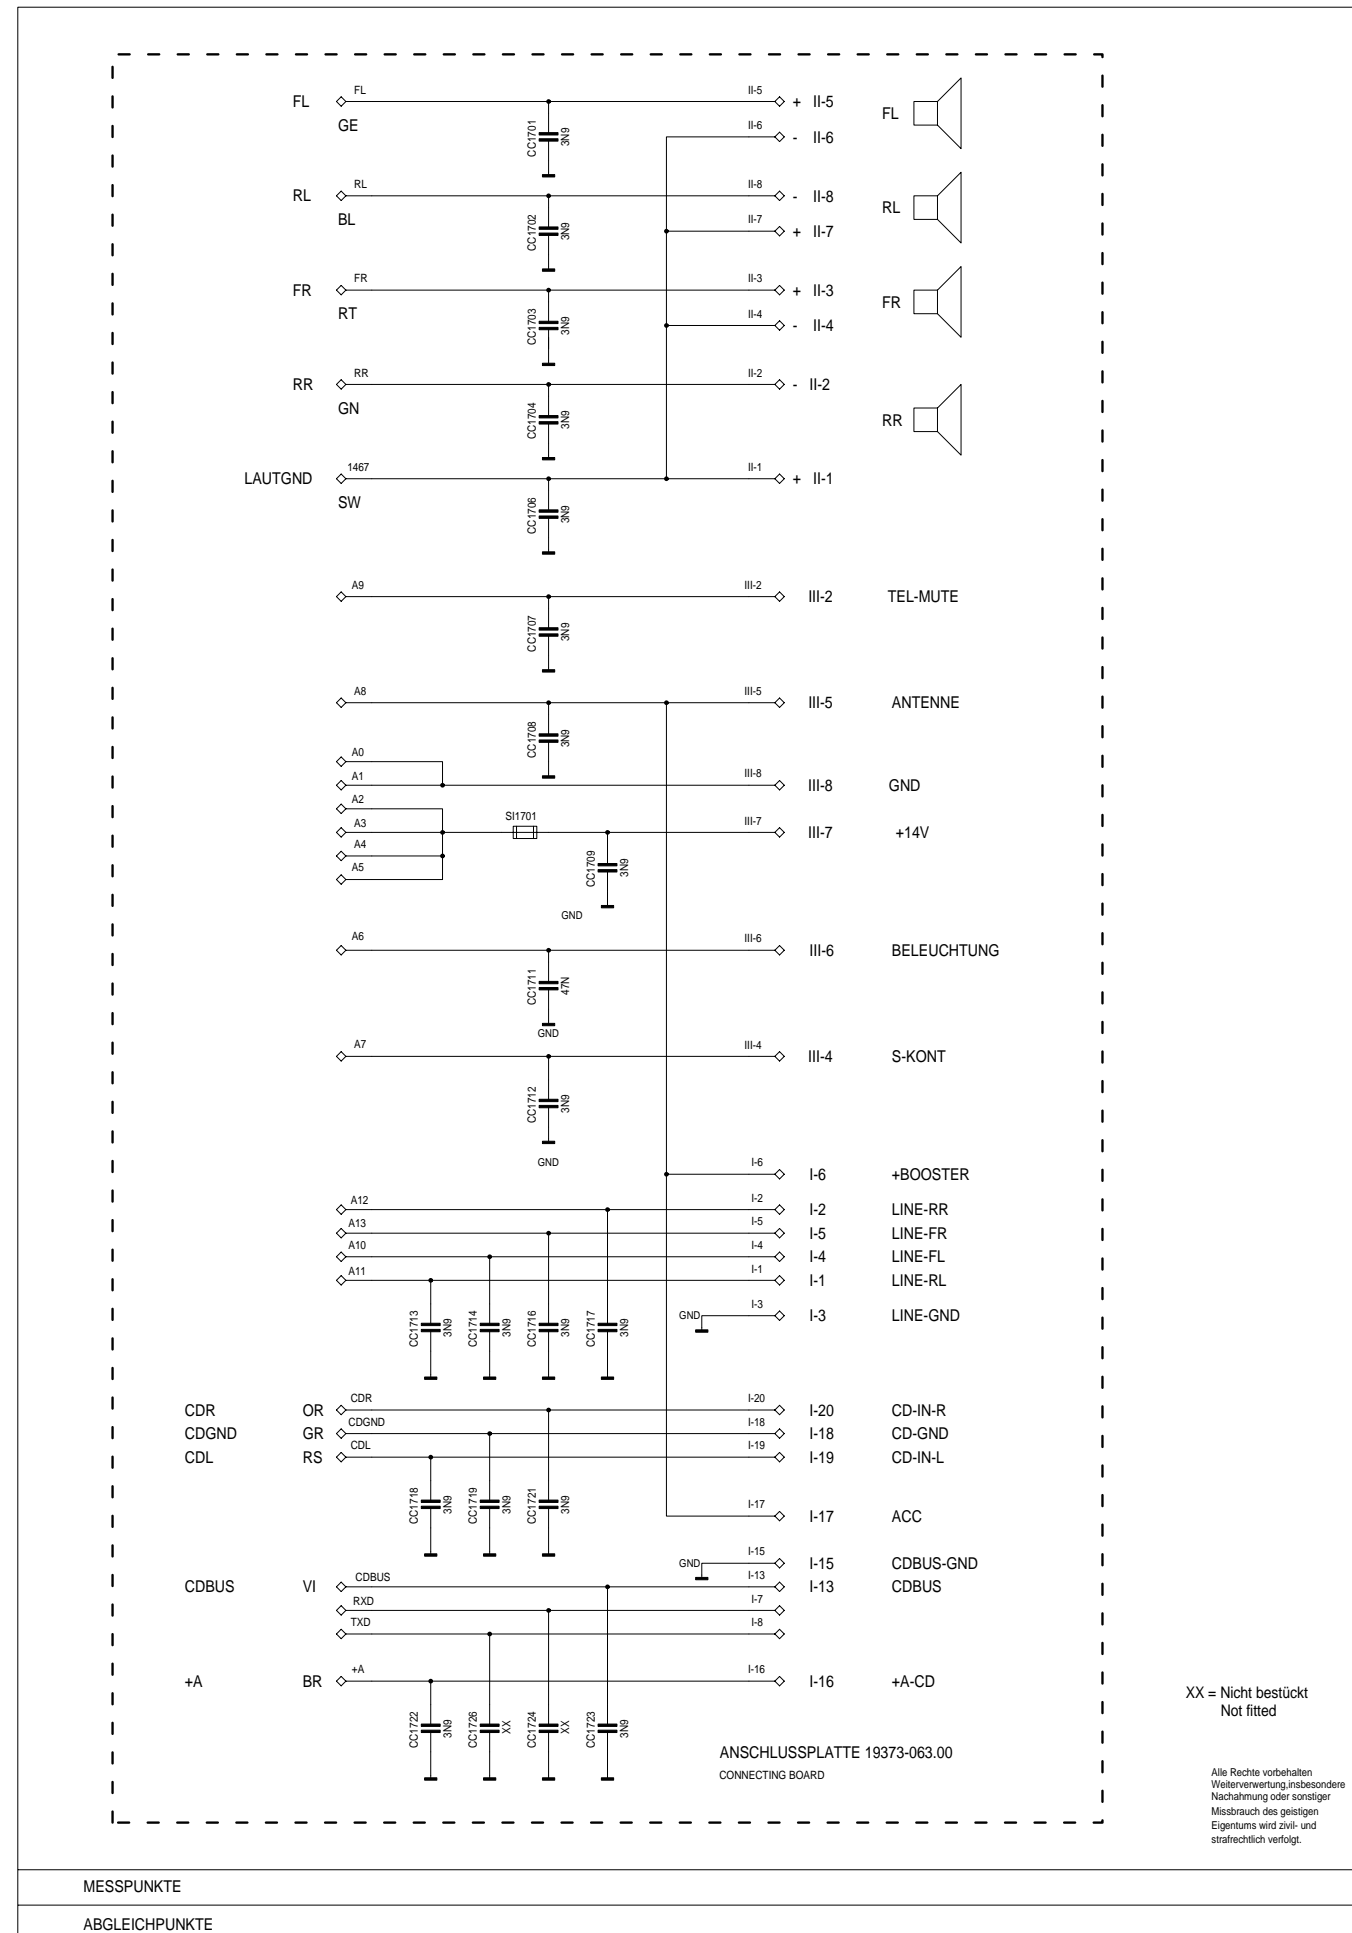 FL FL II-5 + II-5 FL
GE
CC1701 3N9
II-6 - II-6
RL RL II-8 - II-8 RL
BL
CC1702 3N9
II-7 + II-7
FR FR II-3 + II-3 FR
RT
CC1703 3N9
II-4 - II-4
RR RR II-2 - II-2 RR
GN
CC1704 3N9
LAUTGND 1467 II-1 + II-1
SW
CC1706 3N9
A9 III-2 III-2 TEL-MUTE
CC1707 3N9
A8 III-5 III-5 ANTENNE
CC1708 3N9
A0
A1 III-8 III-8 GND
A2
A3 SI1701 III-7 III-7 +14V
A4
A5
CC1709 3N9
GND
A6 III-6 III-6 BELEUCHTUNG
CC1711 47N
GND
A7 III-4 III-4 S-KONT
CC1712 3N9
GND
I-6 I-6 +BOOSTER
A12 I-2 I-2 LINE-RR
A13 I-5 I-5 LINE-FR
A10 I-4 I-4 LINE-FL
A11 I-1 I-1 LINE-RL
GND I-3 I-3 LINE-GND
CC1713 3N9 CC1714 3N9 CC1716 3N9 CC1717 3N9
CDR OR CDR I-20 I-20 CD-IN-R
CDGND GR CDGND I-18 I-18 CD-GND
CDL RS CDL I-19 I-19 CD-IN-L
CC1718 3N9 CC1719 3N9 CC1721 3N9
I-17 I-17 ACC
GND I-15 I-15 CDBUS-GND
CDBUS VI CDBUS I-13 I-13 CDBUS
RXD I-7
TXD I-8
+A BR +A I-16 I-16 +A-CD
CC1722 3N9 CC1726 XX CC1724 XX CC1723 3N9
XX = Nicht bestückt
Not fitted
ANSCHLUSSPLATTE 19373-063.00
CONNECTING BOARD
Alle Rechte vorbehalten
Weiterverwertung,insbesondere
Nachahmung oder sonstiger
Missbrauch des geistigen
Eigentums wird zivil- und
strafrechtlich verfolgt.
MESSPUNKTE
ABGLEICHPUNKTE